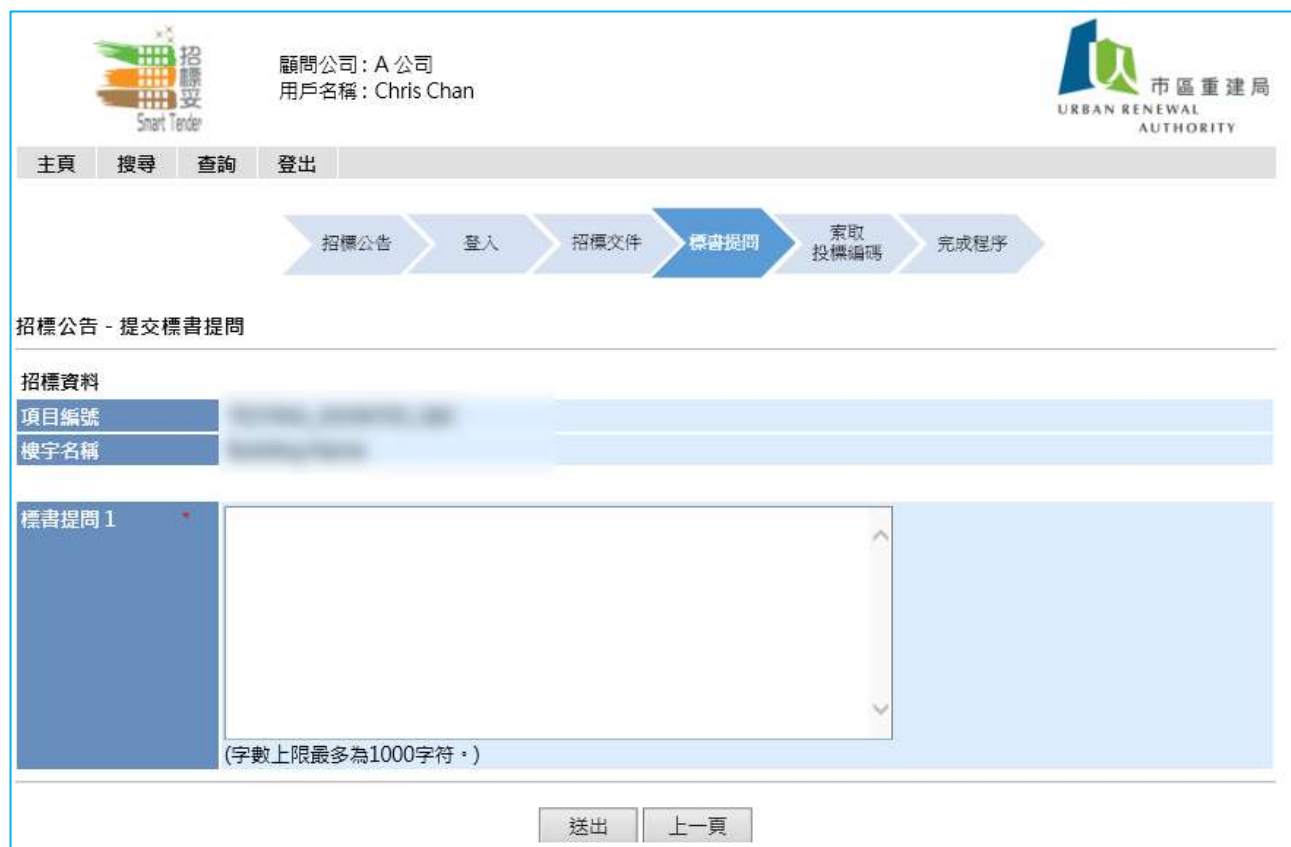 招標妥
Smart Tender
顧問公司 : A 公司
用戶名稱 : Chris Chan
市區重建局
URBAN RENEWAL
AUTHORITY
主頁 搜尋 查詢 登出
招標公告 登入 招標文件 標書提問 索取 投標編碼 完成程序
招標公告 - 提交標書提問
招標資料
項目編號
樓宇名稱
標書提問 1 *
(字數上限最多為1000字符。)
送出 上一頁